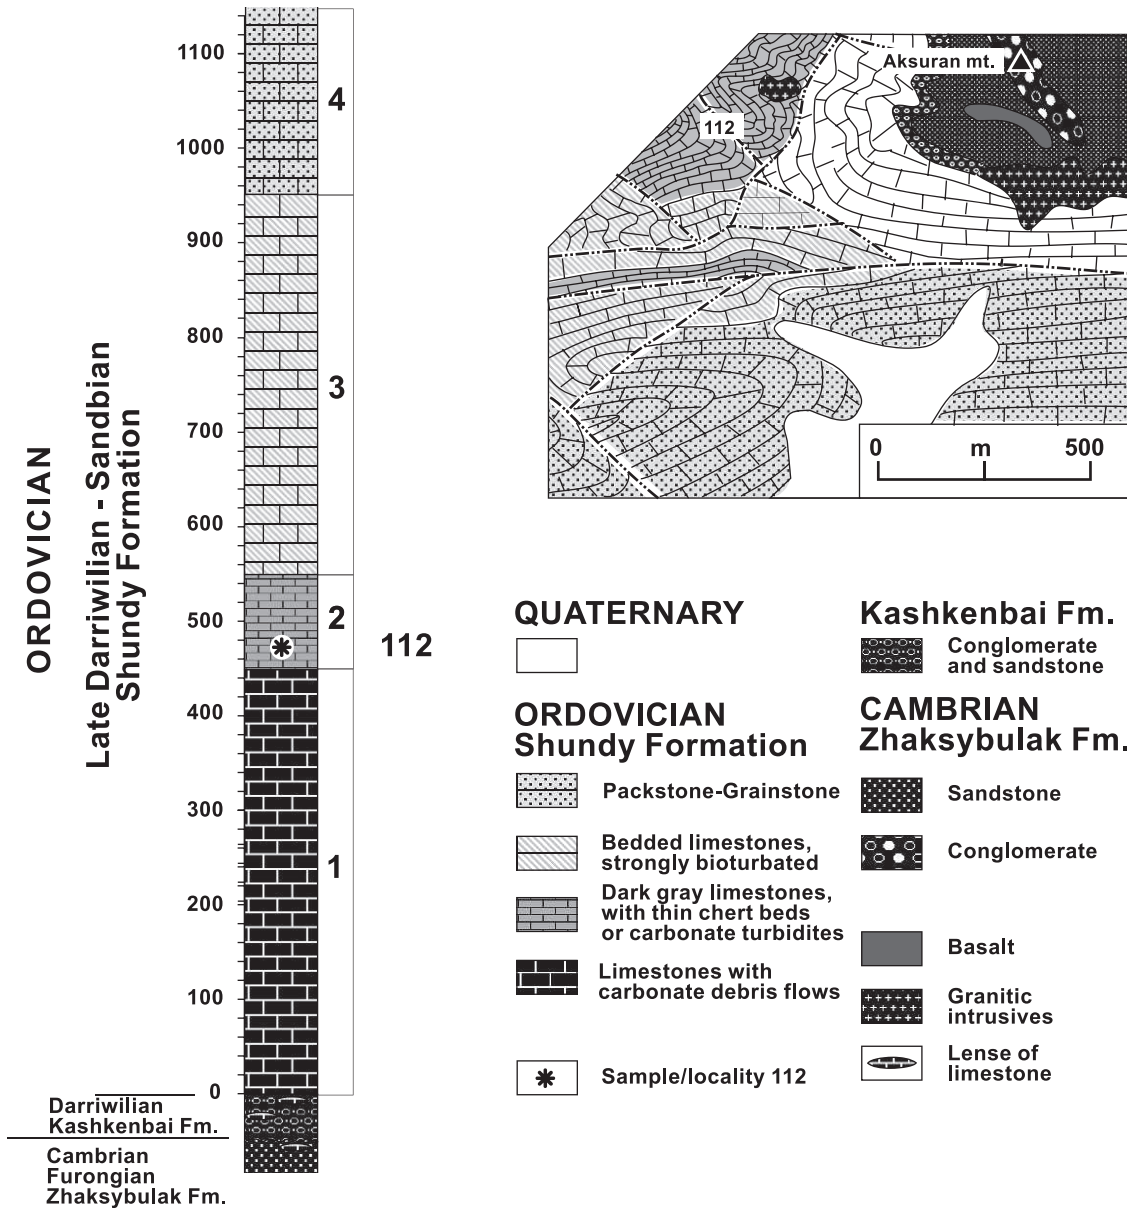 ORDOVICIAN
Late Darriwilian - Sandbian
Shundy Formation
1100
1000
900
800
700
600
500
400
300
200
100
0
4
3
2
1
112
Darriwilian
Kashkenbai Fm.
Cambrian
Furongian
Zhaksybulak Fm.
Aksuran mt.
112
0 m 500
QUATERNARY
ORDOVICIAN
Shundy Formation
Packstone-Grainstone
Bedded limestones,
strongly bioturbated
Dark gray limestones,
with thin chert beds
or carbonate turbidites
Limestones with
carbonate debris flows
Sample/locality 112
Kashkenbai Fm.
Conglomerate
and sandstone
CAMBRIAN
Zhaksybulak Fm.
Sandstone
Conglomerate
Basalt
Granitic
intrusives
Lense of
limestone